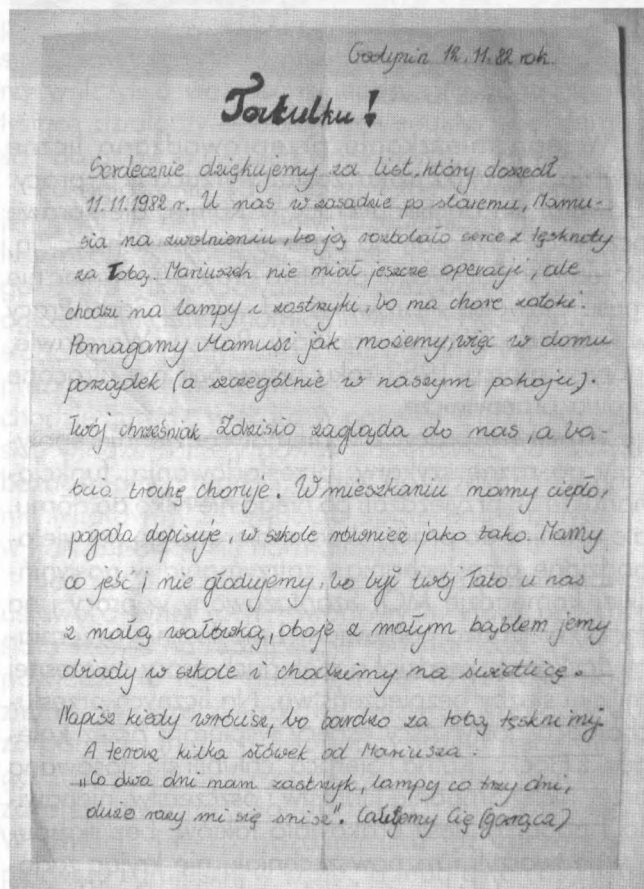 Gostynin 12.11.82 rok.
Tatulku!
Serdecznie dziękujemy za list, który doszedł
11.11.1982 r. U nas w zasadzie po staremu, Mamu-
sia na zwolnieniu, bo ją rozbolało serce z tęsknoty
za Tobą. Mariuszek nie miał jeszcze operacji, ale
chodzi na lampy i zastrzyki, bo ma chore zatoki.
Pomagamy Mamusi jak możemy, więc w domu
porządek (a szczególnie w naszym pokoju).
Twój chrześniak Zdzisio zagląda do nas, a ba-
bcia trochę choruje. W mieszkaniu mamy ciepło,
pogoda dopisuje, w szkole również jako tako. Mamy
co jeść i nie głodujemy, bo był twój Tato u nas
z małą wałówką, oboje z małym bąblem jemy
obiady w szkole i chodzimy na świetlicę.
Napisz kiedy wrócisz, bo bardzo za tobą tęsknimy.
A teraz kilka słówek od Mariusza.
„Co dwa dni mam zastrzyk, lampy co trzy dni,
dużo razy mi się śnisz". Całujemy Cię (gorąco)